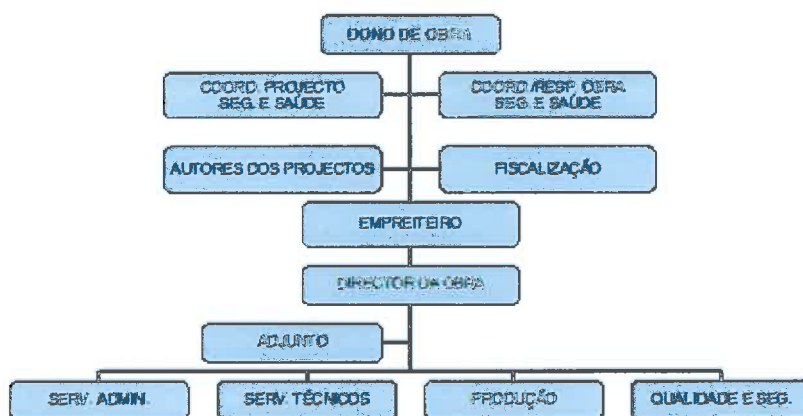 DONO DE OBRA
COORD. PROJECTO
SEG. E SAÚDE
COORD./RESP. OBRA
SEG. E SAÚDE
AUTORES DOS PROJECTOS
FISCALIZAÇÃO
EMPREITEIRO
DIRECTOR DA OBRA
ADJUNTO
SERV. ADMIN.
SERV. TÉCNICOS
PRODUÇÃO
QUALIDADE E SEG.